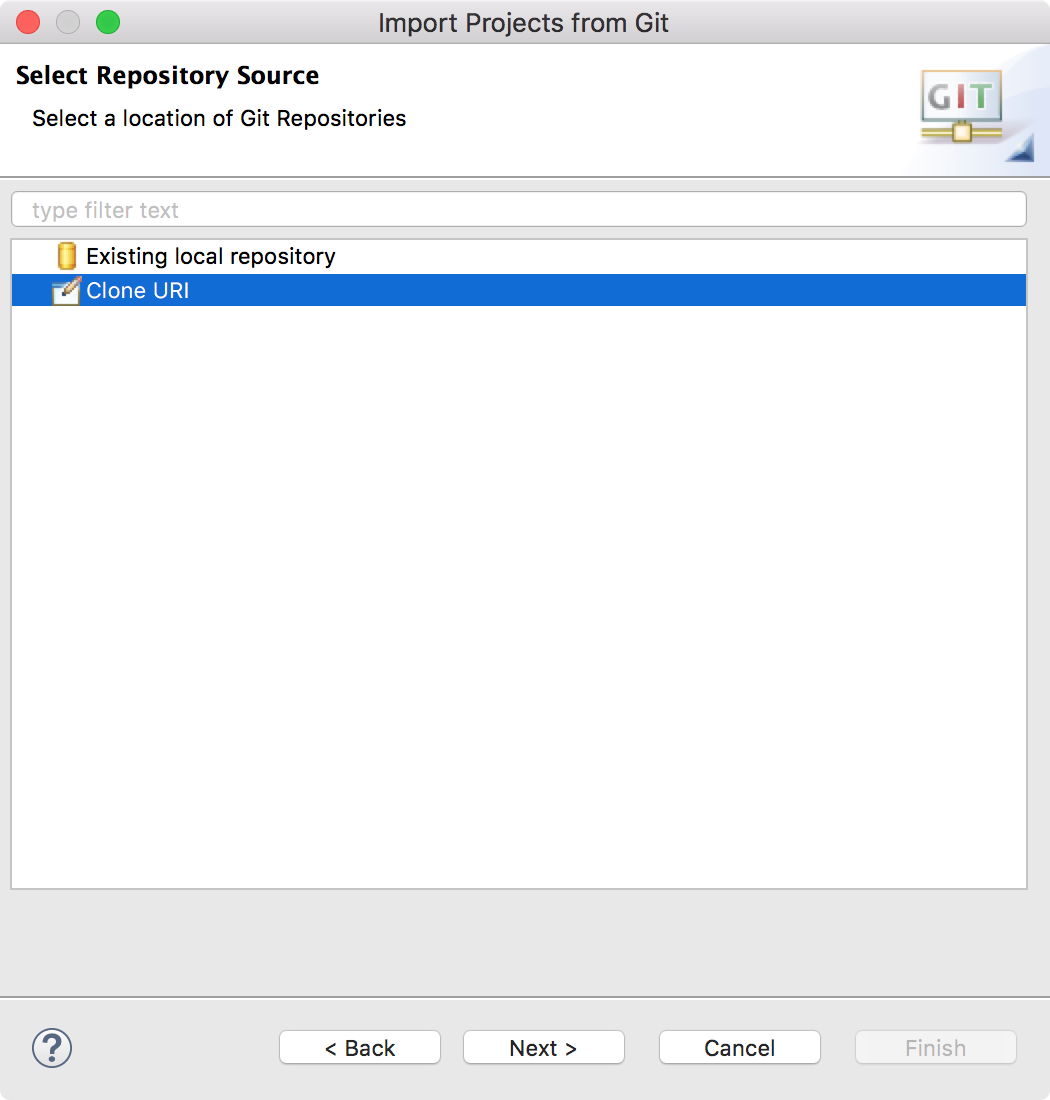 Import Projects from Git
Select Repository Source
Select a location of Git Repositories
GIT
type filter text
Existing local repository
Clone URI
?
< Back
Next >
Cancel
Finish